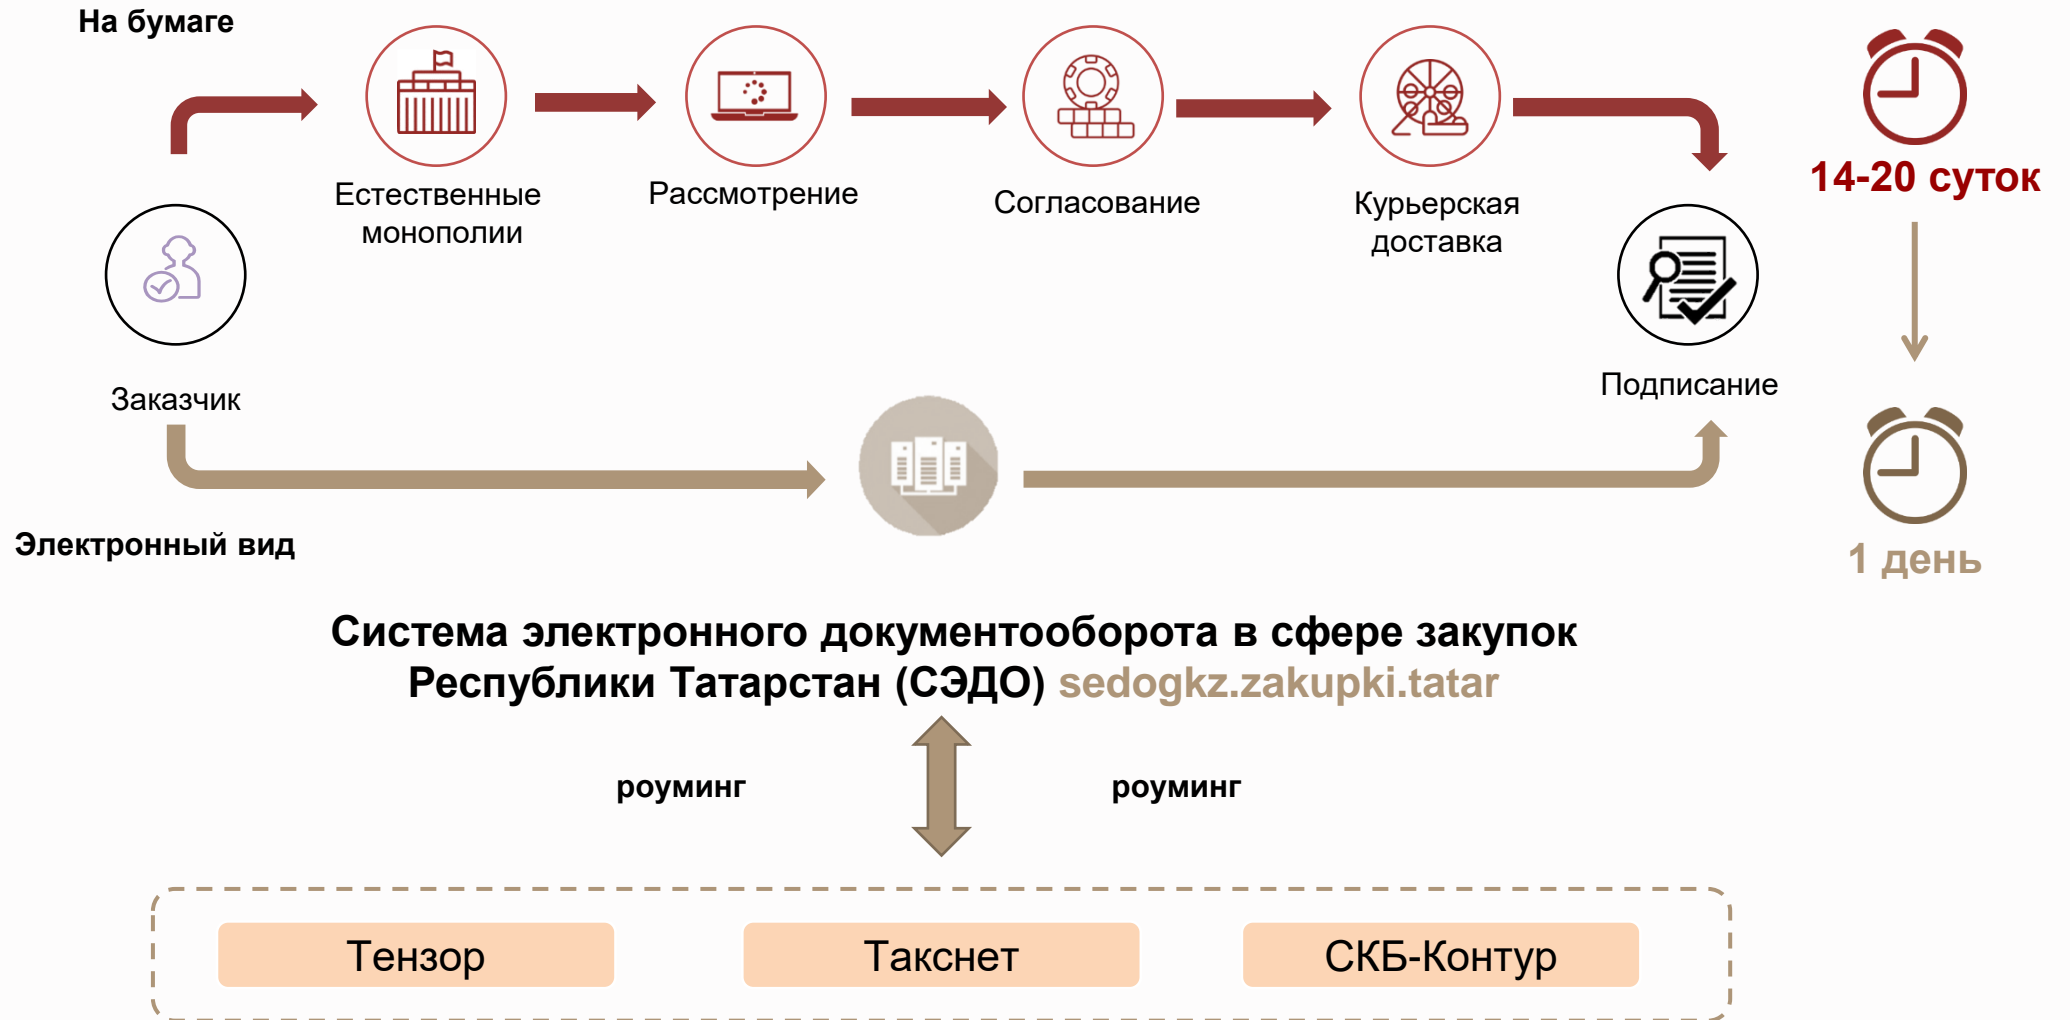 На бумаге
Естественные
монополии
Рассмотрение
Согласование
Курьерская
доставка
14-20 суток
Заказчик
Подписание
Электронный вид
1 день
Система электронного документооборота в сфере закупок
Республики Татарстан (СЭДО) sedogkz.zakupki.tatar
роуминг
роуминг
Тензор
Такснет
СКБ-Контур